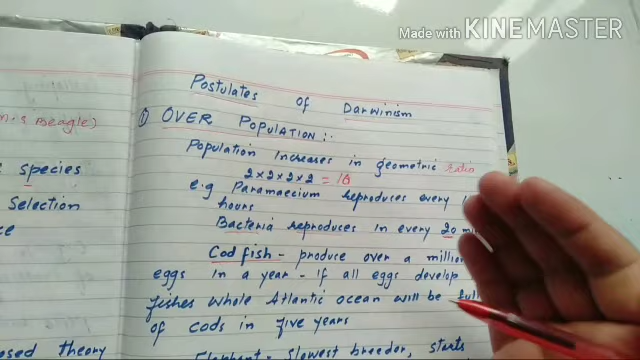 Made with KINEMASTER
Postulates of Darwinism
① OVER POPULATION :-
Population increases in geometric ratio
2×2×2×2 = 16
e.g Paramaecium reproduces every
hours
Bacteria reproduces in every 20
Cod fish - produce over a million
eggs in a year - if all eggs develop
fishes whole Atlantic ocean will be full
of cods in five years
Elephant - Slowest breeder, starts
s Beagle)
species
Selection
theory